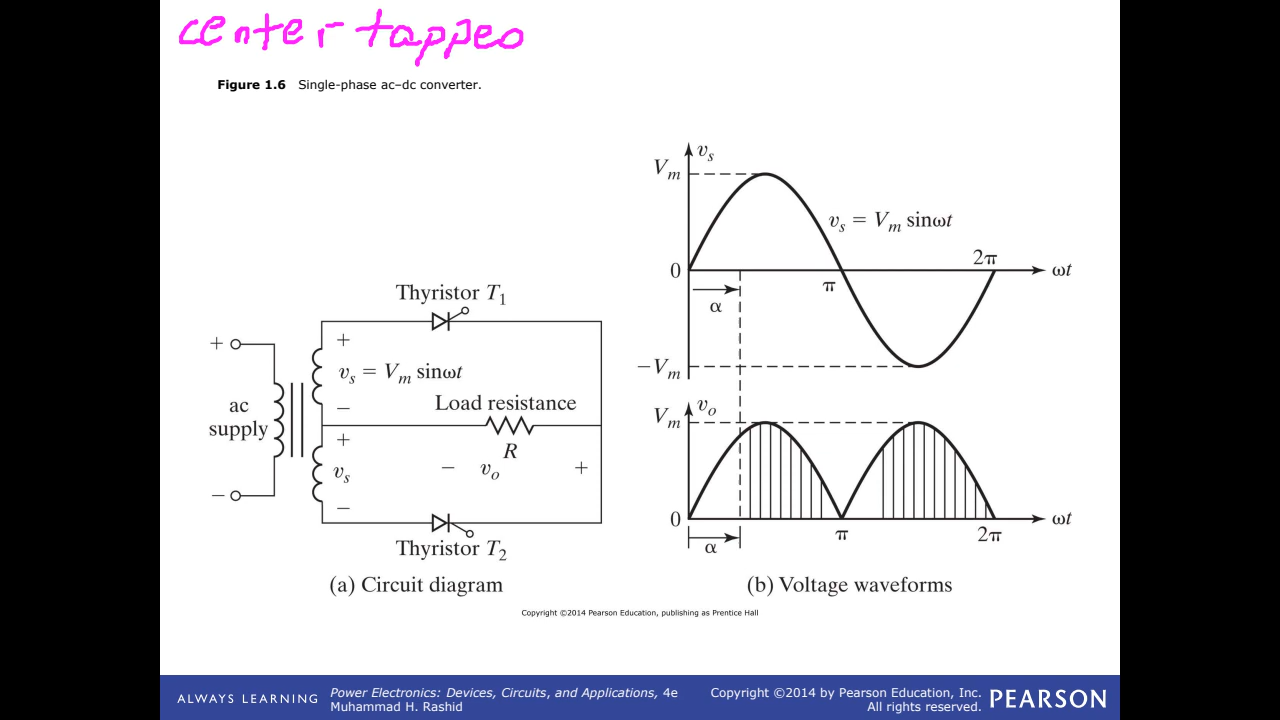 center tapped
Figure 1.6 Single-phase ac–dc converter.
Thyristor T1
+
ac
supply
−
+
vs = Vm sinωt
−
Load resistance
R
+
vs
−
− vo +
Thyristor T2
(a) Circuit diagram
vs
Vm
vs = Vm sinωt
0
π
2π
ωt
α
−Vm
vo
Vm
0
π
2π
ωt
α
(b) Voltage waveforms
Copyright ©2014 Pearson Education, publishing as Prentice Hall
ALWAYS LEARNING
Power Electronics: Devices, Circuits, and Applications, 4e
Muhammad H. Rashid
Copyright ©2014 by Pearson Education, Inc.
All rights reserved.
PEARSON